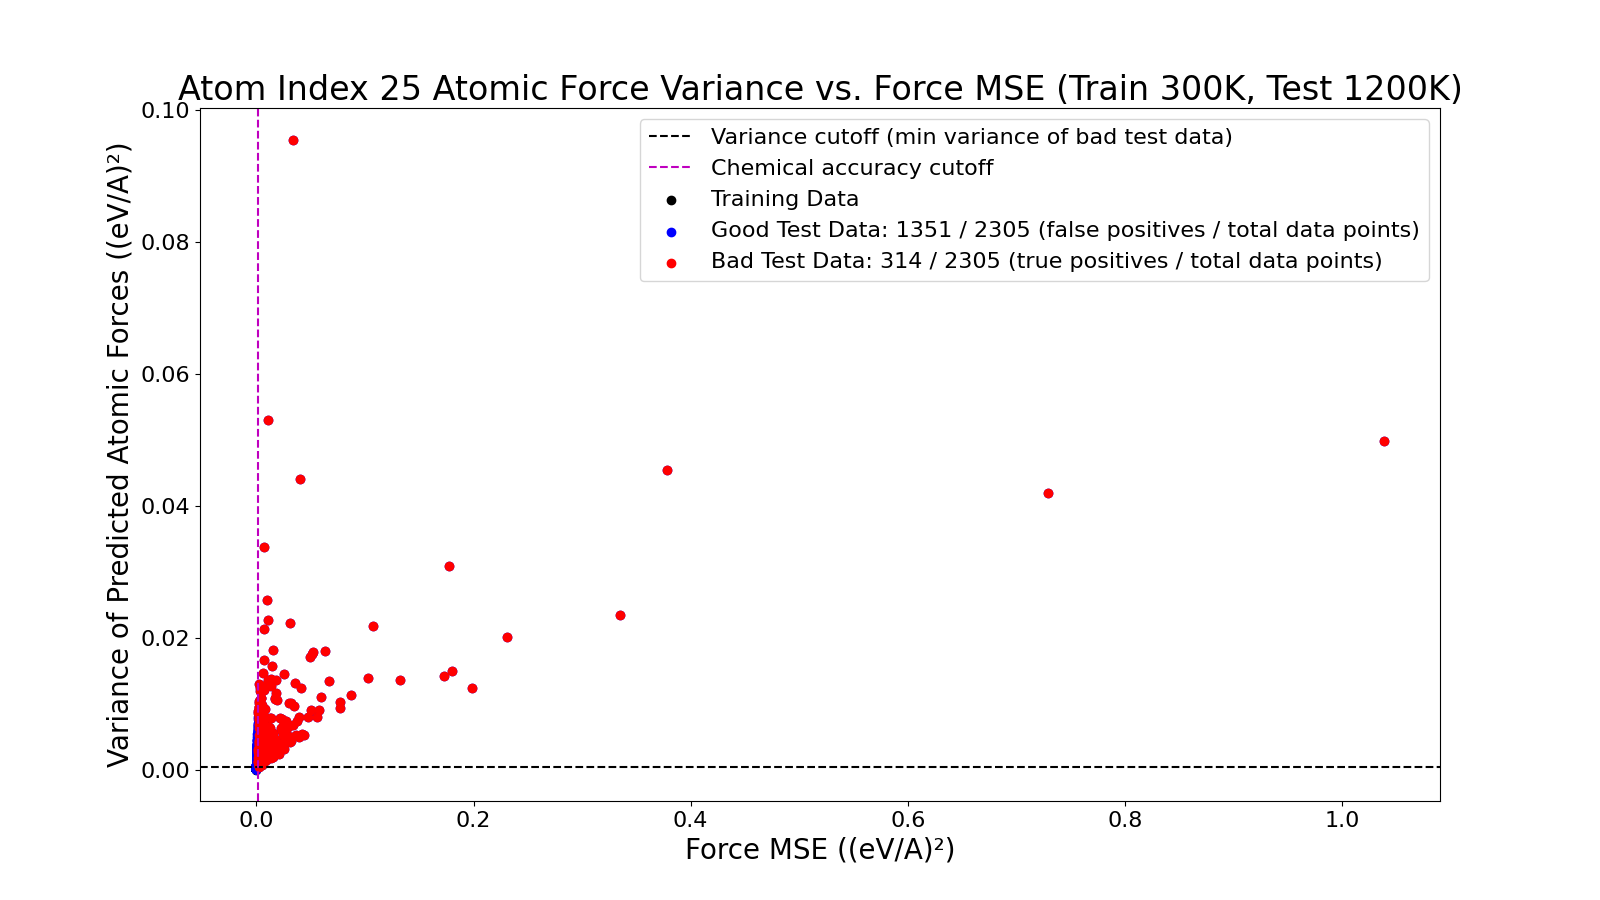 Atom Index 25 Atomic Force Variance vs. Force MSE (Train 300K, Test 1200K)
Variance of Predicted Atomic Forces ((eV/A)²)
0.10
0.08
0.06
0.04
0.02
0.00
Variance cutoff (min variance of bad test data)
Chemical accuracy cutoff
Training Data
Good Test Data: 1351 / 2305 (false positives / total data points)
Bad Test Data: 314 / 2305 (true positives / total data points)
0.0 0.2 0.4 0.6 0.8 1.0
Force MSE ((eV/A)²)